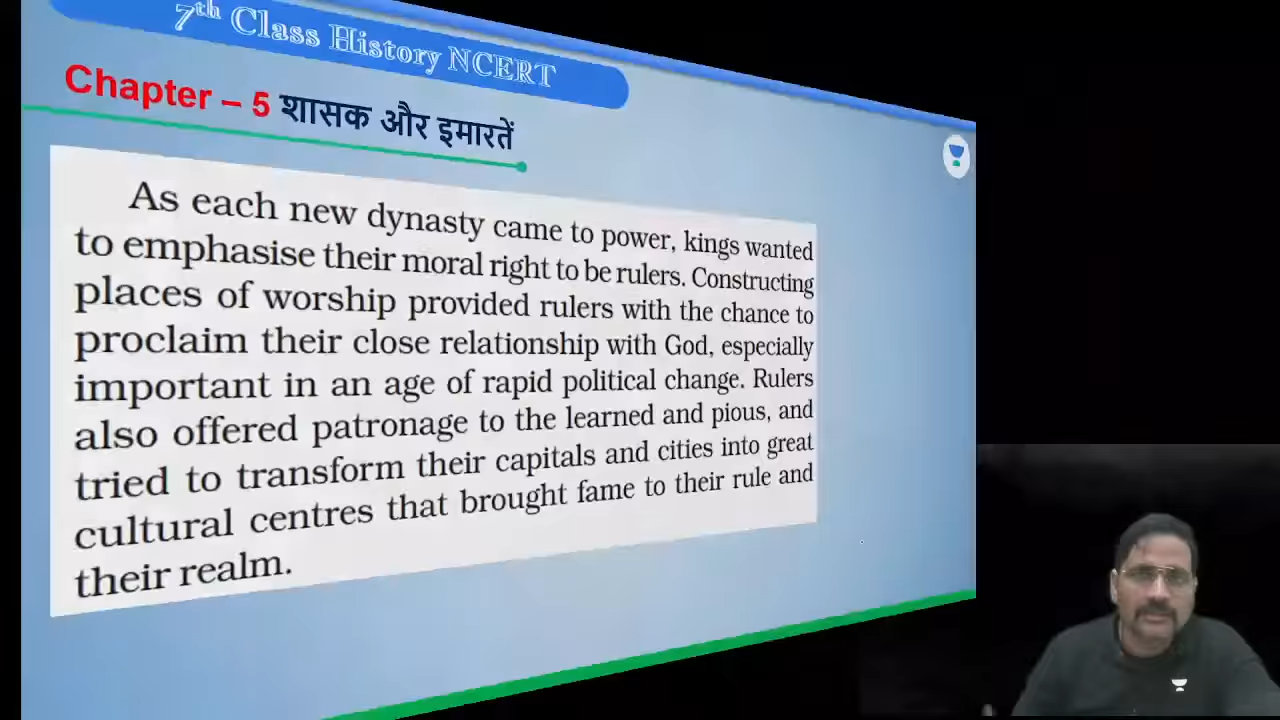 7th Class History NCERT
Chapter – 5 शासक और इमारतें
As each new dynasty came to power, kings wanted
to emphasise their moral right to be rulers. Constructing
places of worship provided rulers with the chance to
proclaim their close relationship with God, especially
important in an age of rapid political change. Rulers
also offered patronage to the learned and pious, and
tried to transform their capitals and cities into great
cultural centres that brought fame to their rule and
their realm.